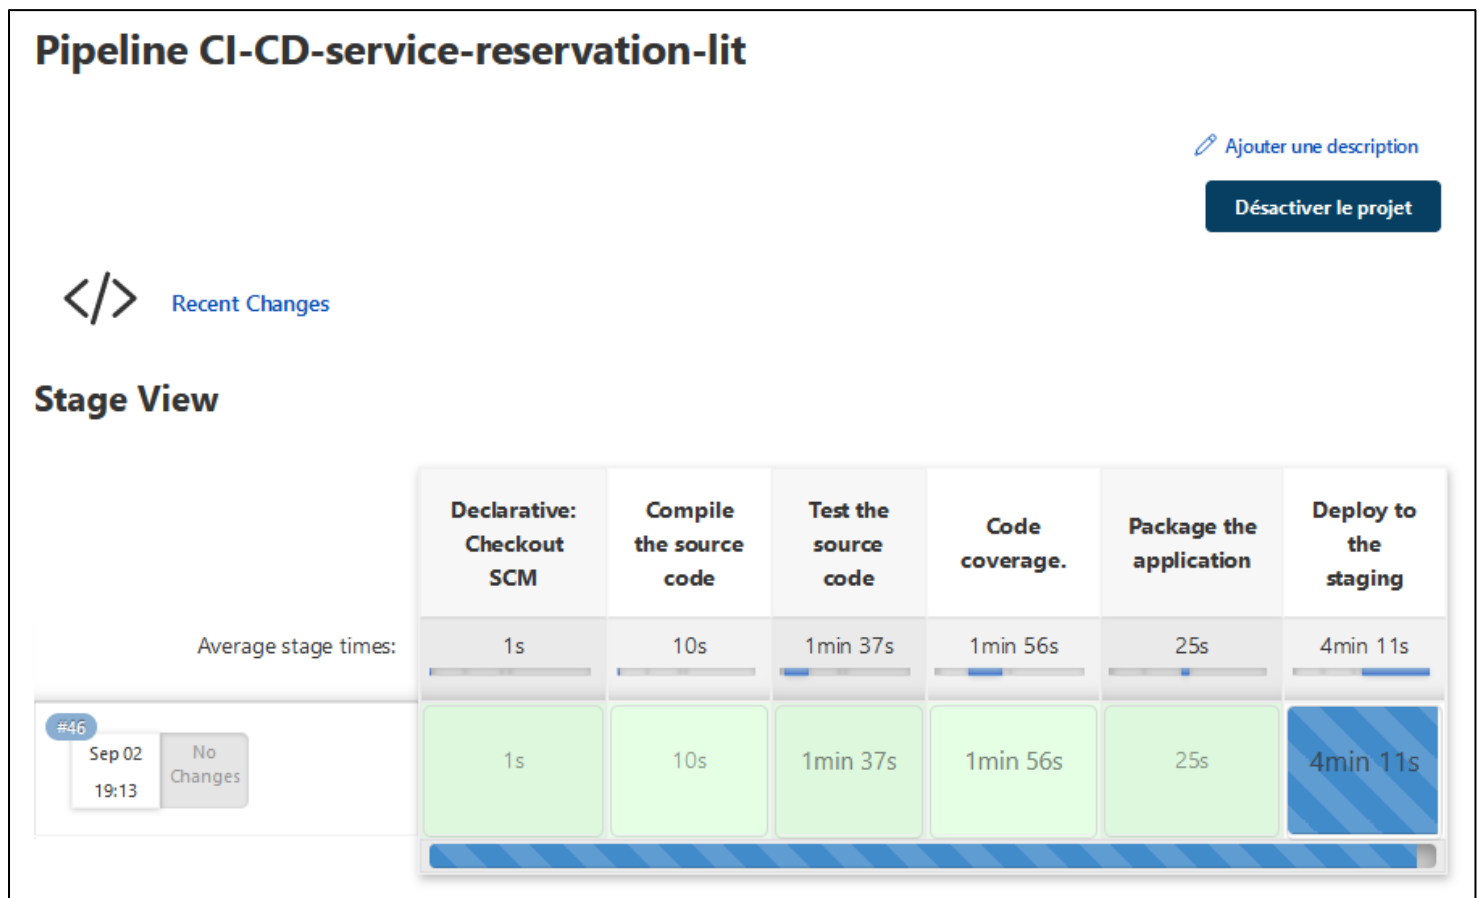 Pipeline CI-CD-service-reservation-lit
Ajouter une description
Désactiver le projet
</> Recent Changes
Stage View
Declarative: Checkout SCM
Compile the source code
Test the source code
Code coverage.
Package the application
Deploy to the staging
Average stage times: 1s 10s 1min 37s 1min 56s 25s 4min 11s
#46
Sep 02
19:13
No
Changes
1s 10s 1min 37s 1min 56s 25s 4min 11s